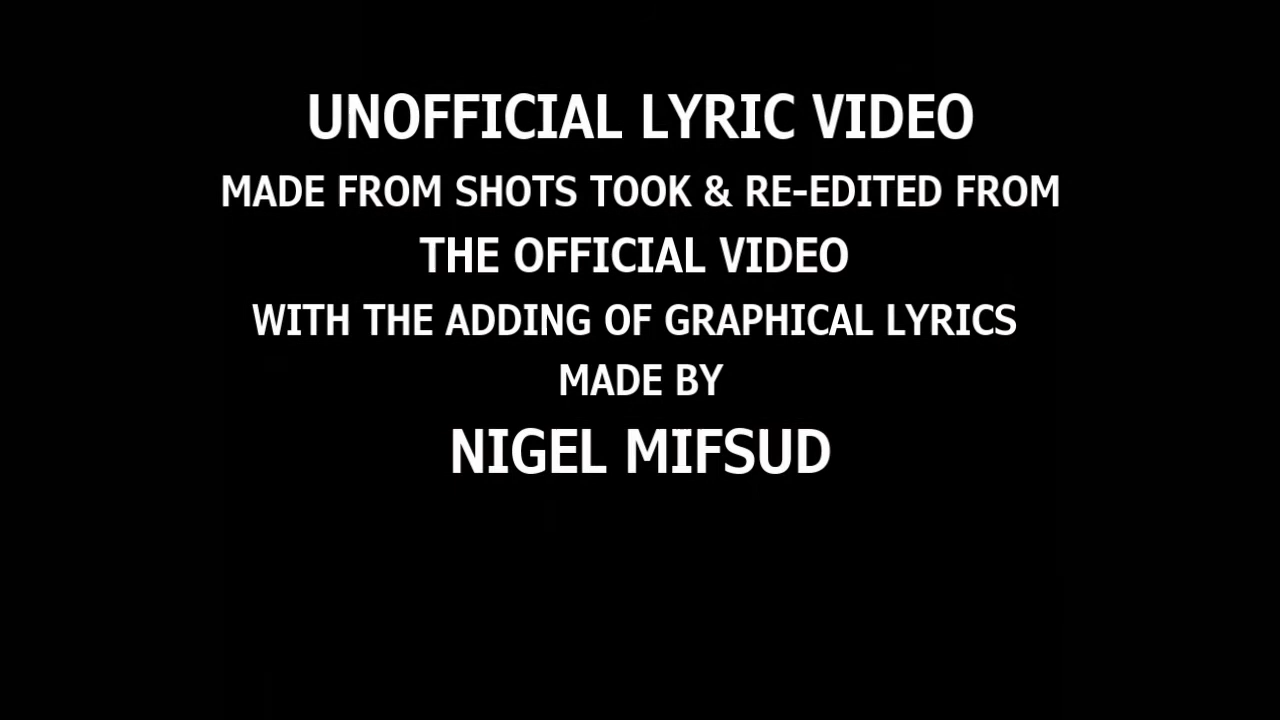 UNOFFICIAL LYRIC VIDEO
MADE FROM SHOTS TOOK & RE-EDITED FROM
THE OFFICIAL VIDEO
WITH THE ADDING OF GRAPHICAL LYRICS
MADE BY
NIGEL MIFSUD